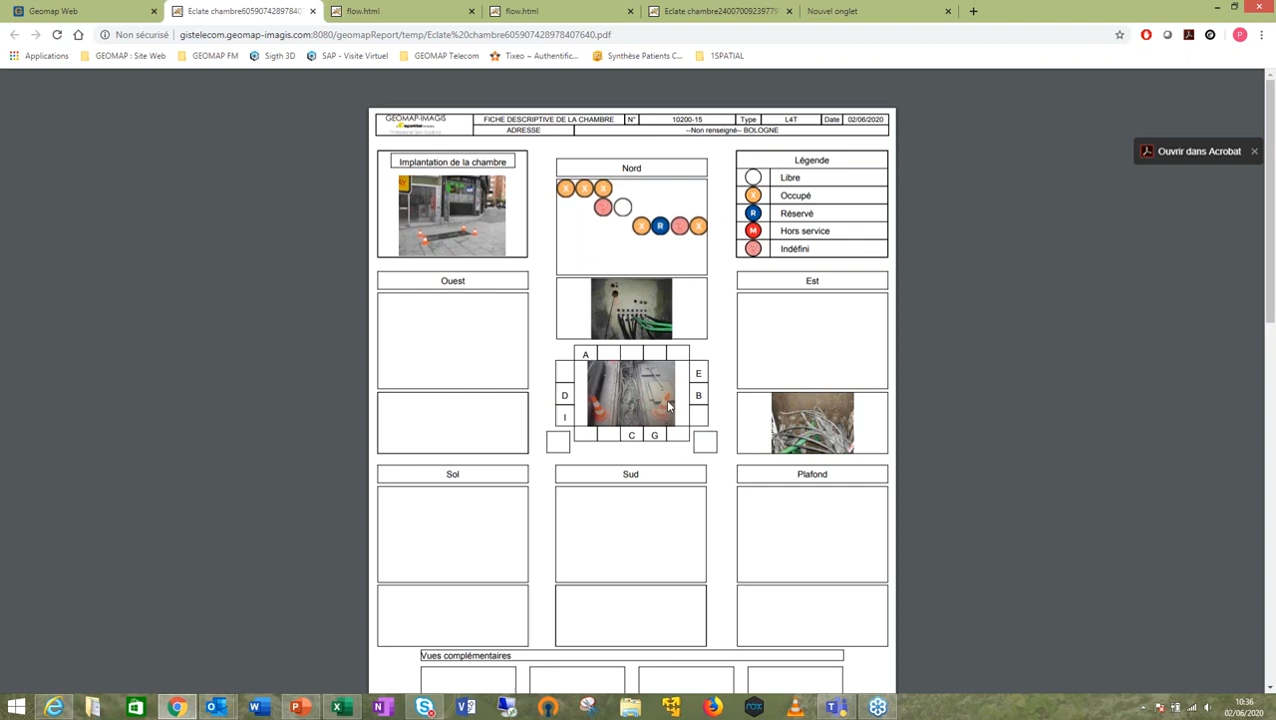 Geomap Web
Eclate chambre605907428978407
flow.html
flow.html
Eclate chambre2400700923977
Nouvel onglet
Non sécurisé | gistelecom.geomap-imagis.com:8080/geomapReport/temp/Eclate%20chambre605907428978407640.pdf
Applications
GEOMAP : Site Web
GEOMAP FM
Sigth 3D
SAP - Visite Virtuel
GEOMAP Telecom
Tixeo – Authentific...
Synthèse Patients C...
1SPATIAL
P
Ouvrir dans Acrobat
GEOMAP-IMAGIS
FICHE DESCRIPTIVE DE LA CHAMBRE
N°
10200-15
Type
L4T
Date
02/06/2020
ADRESSE
--Non renseigné-- BOLOGNE
Implantation de la chambre
Nord
X X X
X R X
Légende
Libre
X Occupé
R Réservé
M Hors service
Indéfini
Ouest
Est
A
E
D
B
I
C
G
Sol
Sud
Plafond
Vues complémentaires
10:36
02/06/2020